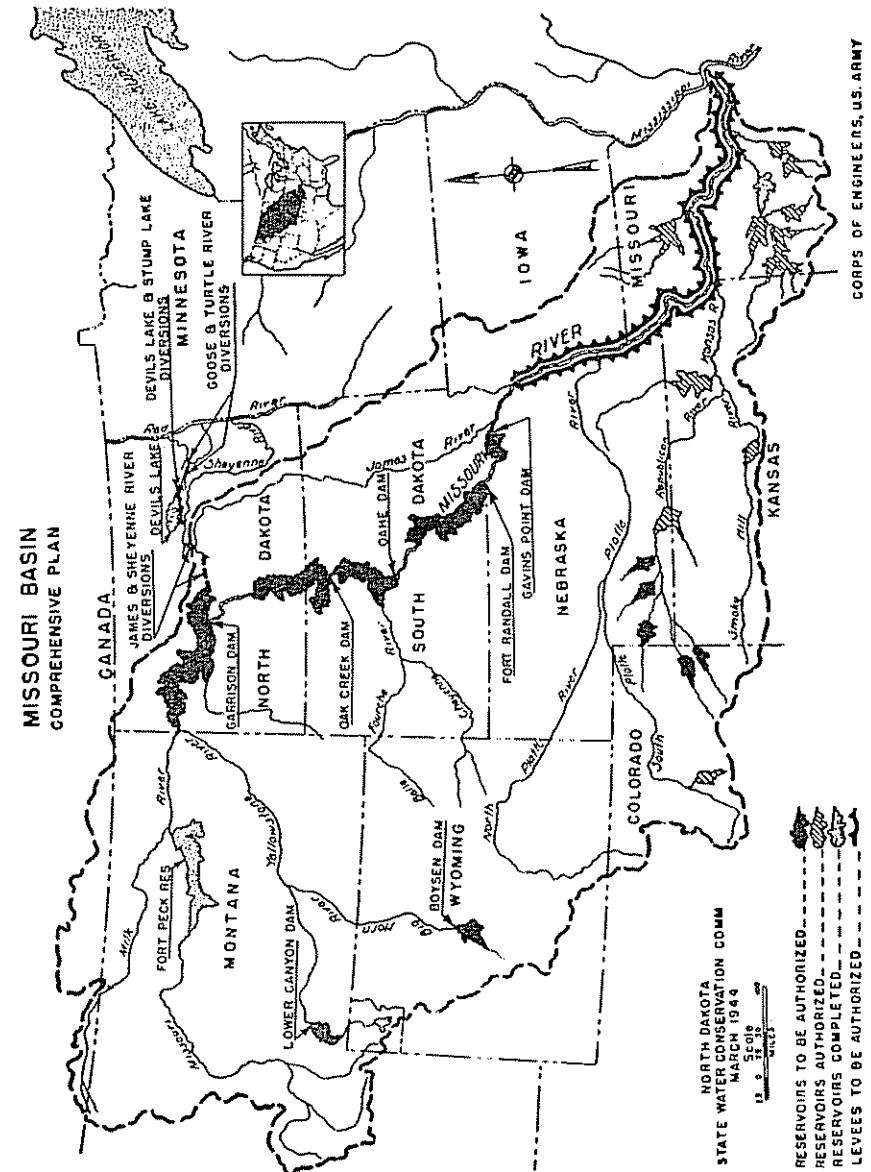 MISSOURI BASIN
COMPREHENSIVE PLAN
CANADA
JAMES & SHEYENNE RIVER
DIVERSIONS
DEVILS LAKE
DEVILS LAKE & STUMP LAKE
DIVERSIONS
MINNESOTA
GOOSE & TURTLE RIVER
DIVERSIONS
LAKE SUPERIOR
Milk
River
FORT PECK RES
Missouri
MONTANA
Yellowstone
River
GARRISON DAM
NORTH
DAKOTA
Sheyenne
River
River
LOWER CANYON DAM
Big
Horn
River
BOYSEN DAM
WYOMING
Belle
Fourche
River
Cheyenne
OAK CREEK DAM
OAHE DAM
SOUTH
DAKOTA
James
River
MISSOURI
RIVER
FORT RANDALL DAM
GAVINS POINT DAM
IOWA
North
Platte
River
NEBRASKA
Platte
River
South
Platte
COLORADO
Republican
River
Smoky
Hill
River
KANSAS
Kansas R
MISSOURI
Mississippi
River
NORTH DAKOTA
STATE WATER CONSERVATION COMM
MARCH 1944
Scale
MILES
RESERVOIRS TO BE AUTHORIZED
RESERVOIRS AUTHORIZED
RESERVOIRS COMPLETED
LEVEES TO BE AUTHORIZED
CORPS OF ENGINEERS, U.S. ARMY